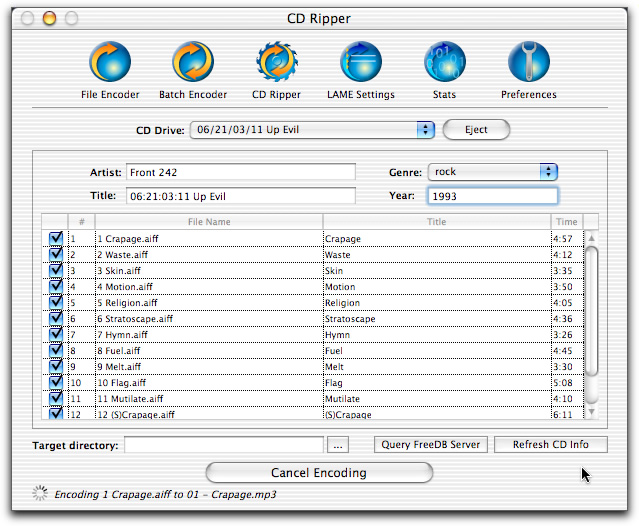 CD Ripper
File Encoder Batch Encoder CD Ripper LAME Settings Stats Preferences
CD Drive: 06/21/03/11 Up Evil Eject
Artist: Front 242 Genre: rock
Title: 06:21:03:11 Up Evil Year: 1993
# File Name Title Time
1 1 Crapage.aiff Crapage 4:57
2 2 Waste.aiff Waste 4:12
3 3 Skin.aiff Skin 3:35
4 4 Motion.aiff Motion 3:50
5 5 Religion.aiff Religion 4:05
6 6 Stratoscape.aiff Stratoscape 4:36
7 7 Hymn.aiff Hymn 3:26
8 8 Fuel.aiff Fuel 4:45
9 9 Melt.aiff Melt 3:30
10 10 Flag.aiff Flag 5:08
11 11 Mutilate.aiff Mutilate 4:10
12 12 (S)Crapage.aiff (S)Crapage 6:11
Target directory: ... Query FreeDB Server Refresh CD Info
Cancel Encoding
Encoding 1 Crapage.aiff to 01 - Crapage.mp3